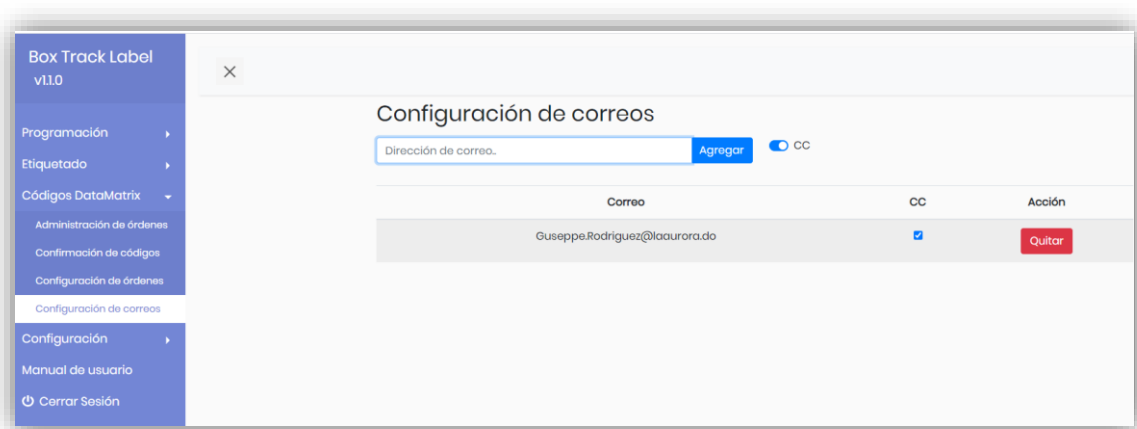 Box Track Label
v1.1.0
Programación
Etiquetado
Códigos DataMatrix
Administración de órdenes
Confirmación de códigos
Configuración de órdenes
Configuración de correos
Configuración
Manual de usuario
Cerrar Sesión
Configuración de correos
Dirección de correo..
Agregar
CC
Correo CC Acción
Guseppe.Rodriguez@laaurora.do Quitar